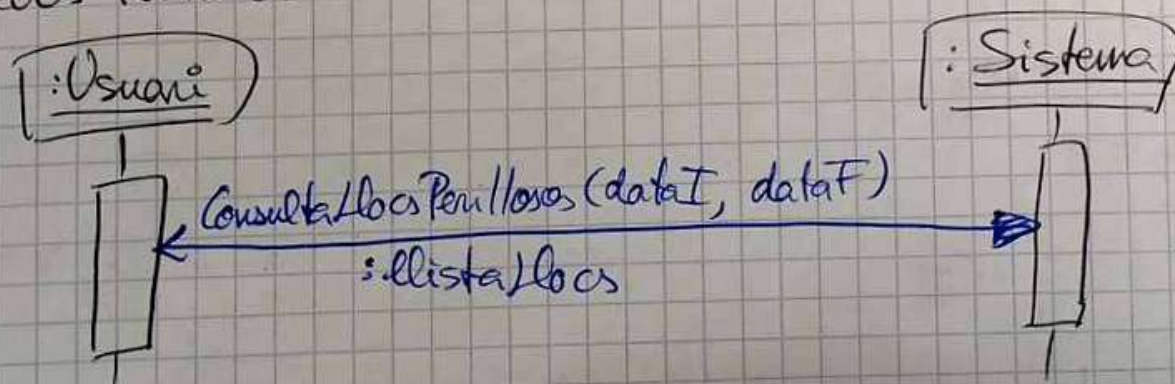 :Usuari
:Sistema
ConsultaLlocsPerillosos (dataI, dataF)
:llistaLlocs